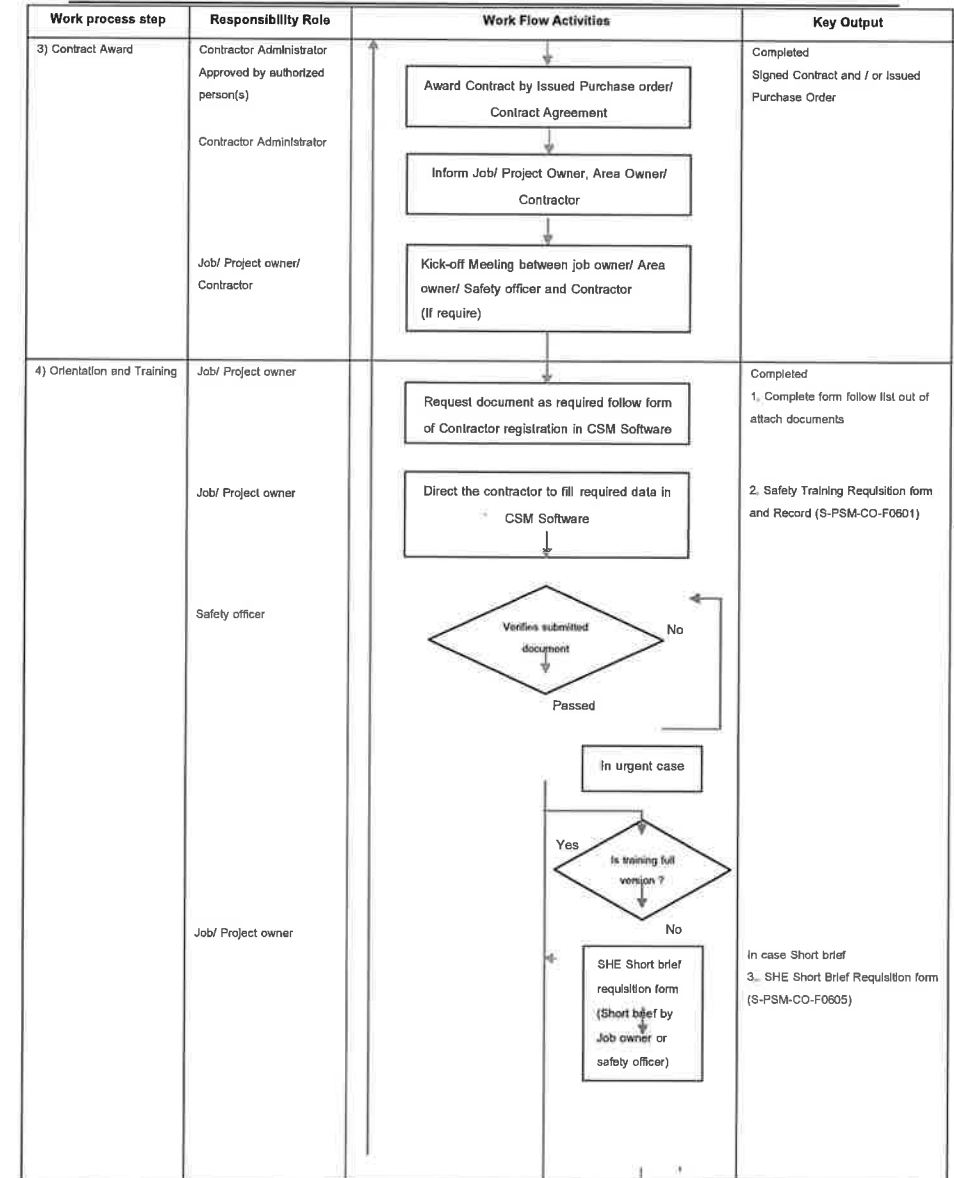 Work process step
Responsibility Role
Work Flow Activities
Key Output
3) Contract Award
Contractor Administrator
Approved by authorized
person(s)
Contractor Administrator
Job/ Project owner/
Contractor
Award Contract by Issued Purchase order/
Contract Agreement
Inform Job/ Project Owner, Area Owner/
Contractor
Kick-off Meeting between job owner/ Area
owner/ Safety officer and Contractor
(If require)
Completed
Signed Contract and / or Issued
Purchase Order
4) Orientation and Training
Job/ Project owner
Request document as required follow form
of Contractor registration in CSM Software
Completed
1. Complete form follow list out of
attach documents
Job/ Project owner
Direct the contractor to fill required data in
CSM Software
2. Safety Training Requisition form
and Record (S-PSM-CO-F0601)
Safety officer
Verifies submitted
document
No
Passed
In urgent case
Yes
Is training full
version ?
No
Job/ Project owner
SHE Short brief
requisition form
(Short brief by
Job owner or
safety officer)
In case Short brief
3. SHE Short Brief Requisition form
(S-PSM-CO-F0605)